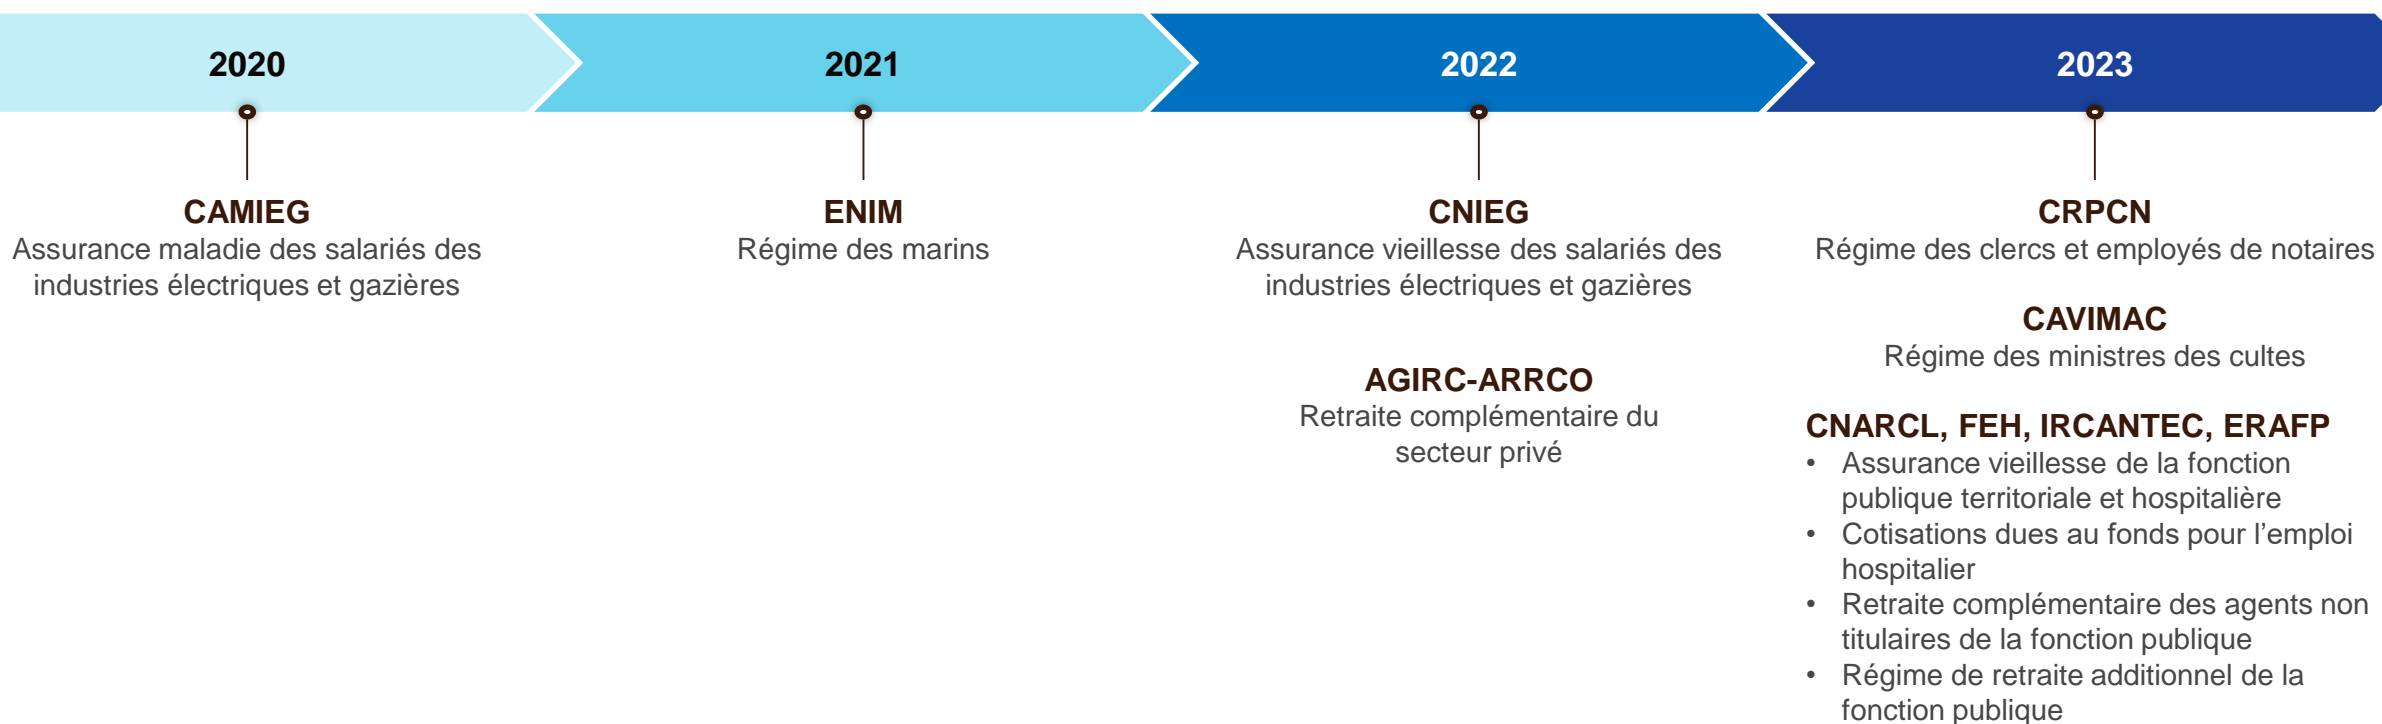 2020
2021
2022
2023
CAMIEG
Assurance maladie des salariés des
industries électriques et gazières
ENIM
Régime des marins
CNIEG
Assurance vieillesse des salariés des
industries électriques et gazières
AGIRC-ARRCO
Retraite complémentaire du
secteur privé
CRPCN
Régime des clercs et employés de notaires
CAVIMAC
Régime des ministres des cultes
CNARCL, FEH, IRCANTEC, ERAFP
• Assurance vieillesse de la fonction
publique territoriale et hospitalière
• Cotisations dues au fonds pour l’emploi
hospitalier
• Retraite complémentaire des agents non
titulaires de la fonction publique
• Régime de retraite additionnel de la
fonction publique